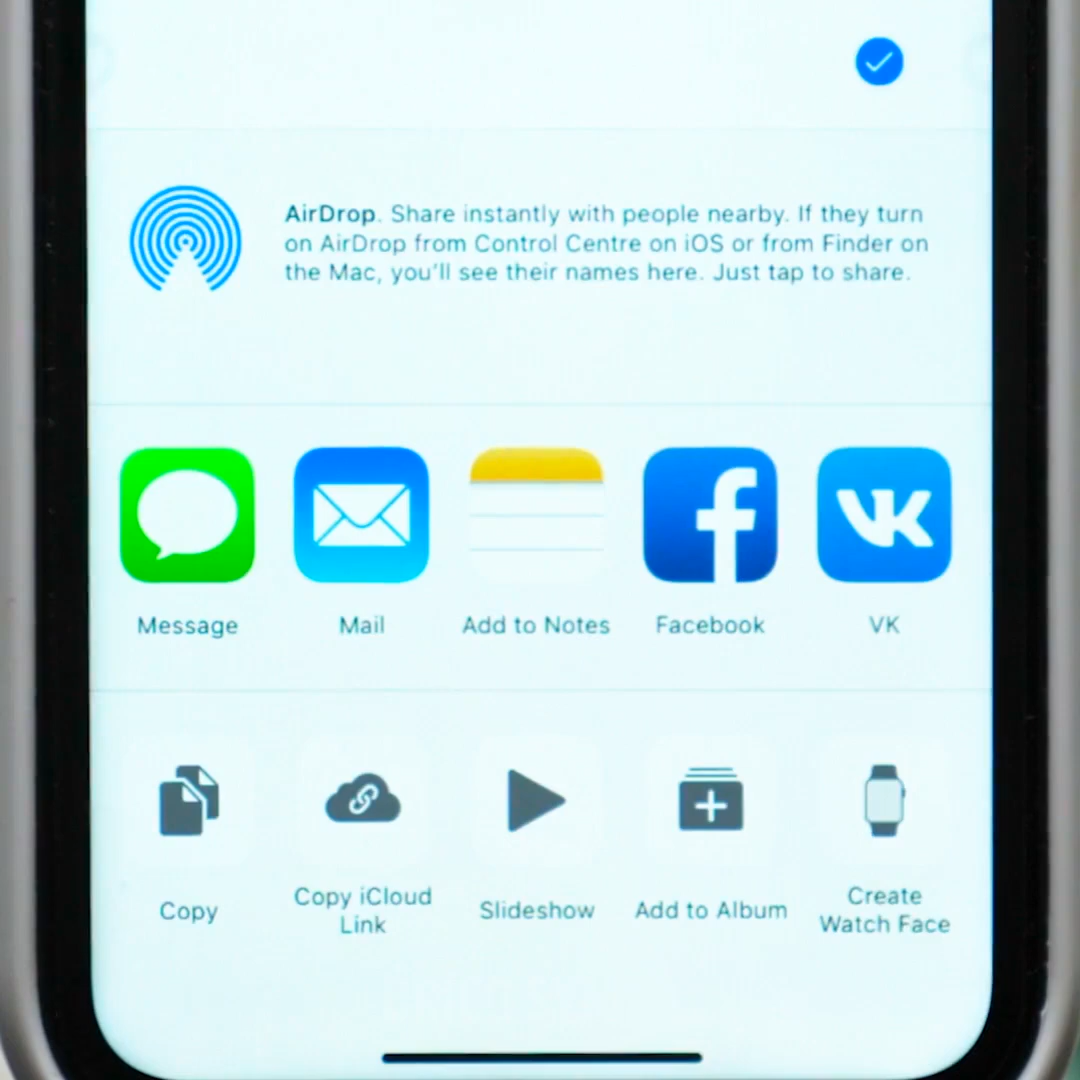 AirDrop. Share instantly with people nearby. If they turn
on AirDrop from Control Centre on iOS or from Finder on
the Mac, you'll see their names here. Just tap to share.
Message
Mail
Add to Notes
Facebook
VK
Copy
Copy iCloud
Link
Slideshow
Add to Album
Create
Watch Face